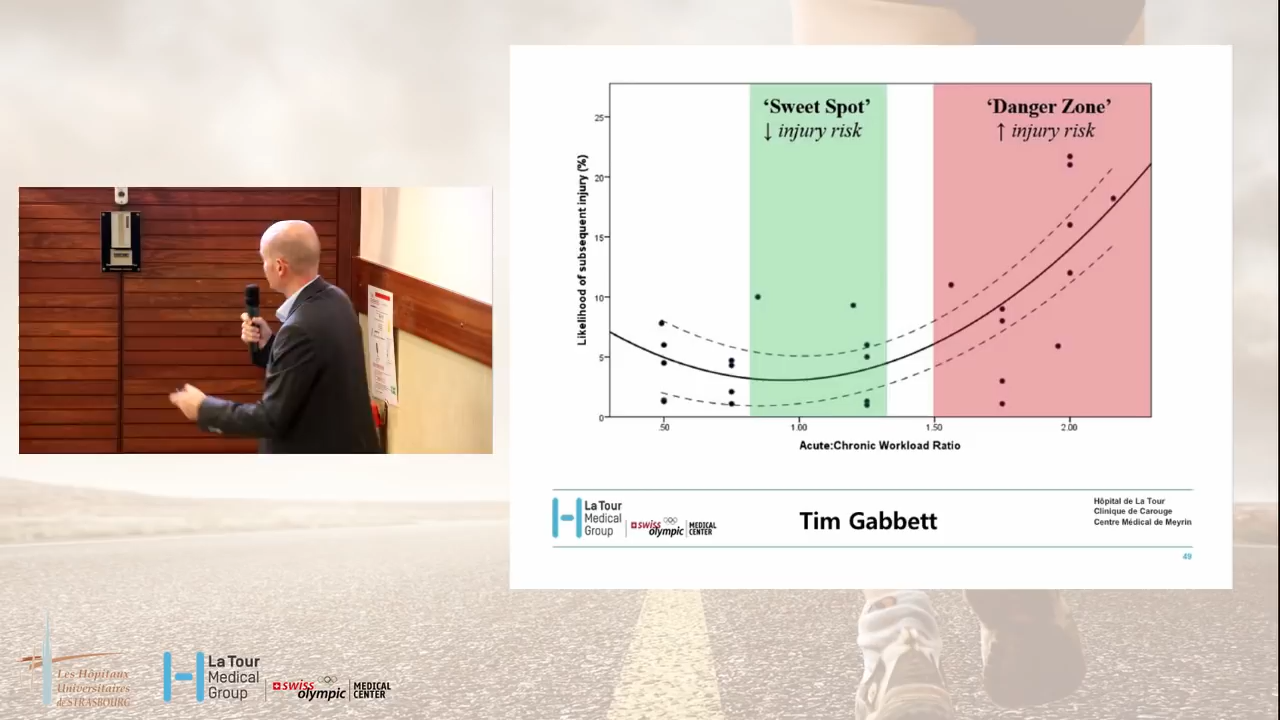 ‘Sweet Spot’
↓ injury risk
‘Danger Zone’
↑ injury risk
Likelihood of subsequent injury (%)
25
20
15
10
5
0
.50
1.00
1.50
2.00
Acute:Chronic Workload Ratio
La Tour
Medical
Group
swiss
olympic
MEDICAL
CENTER
Tim Gabbett
Hôpital de La Tour
Clinique de Carouge
Centre Médical de Meyrin
49
Les Hôpitaux
Universitaires
de STRASBOURG
La Tour
Medical
Group
swiss
olympic
MEDICAL
CENTER